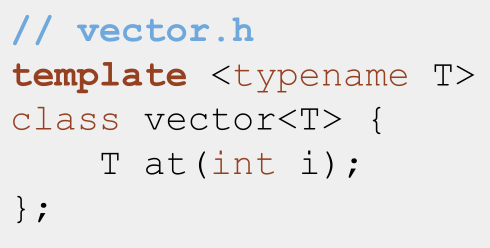 // vector.h
template <typename T>
class vector<T> {
    T at(int i);
};